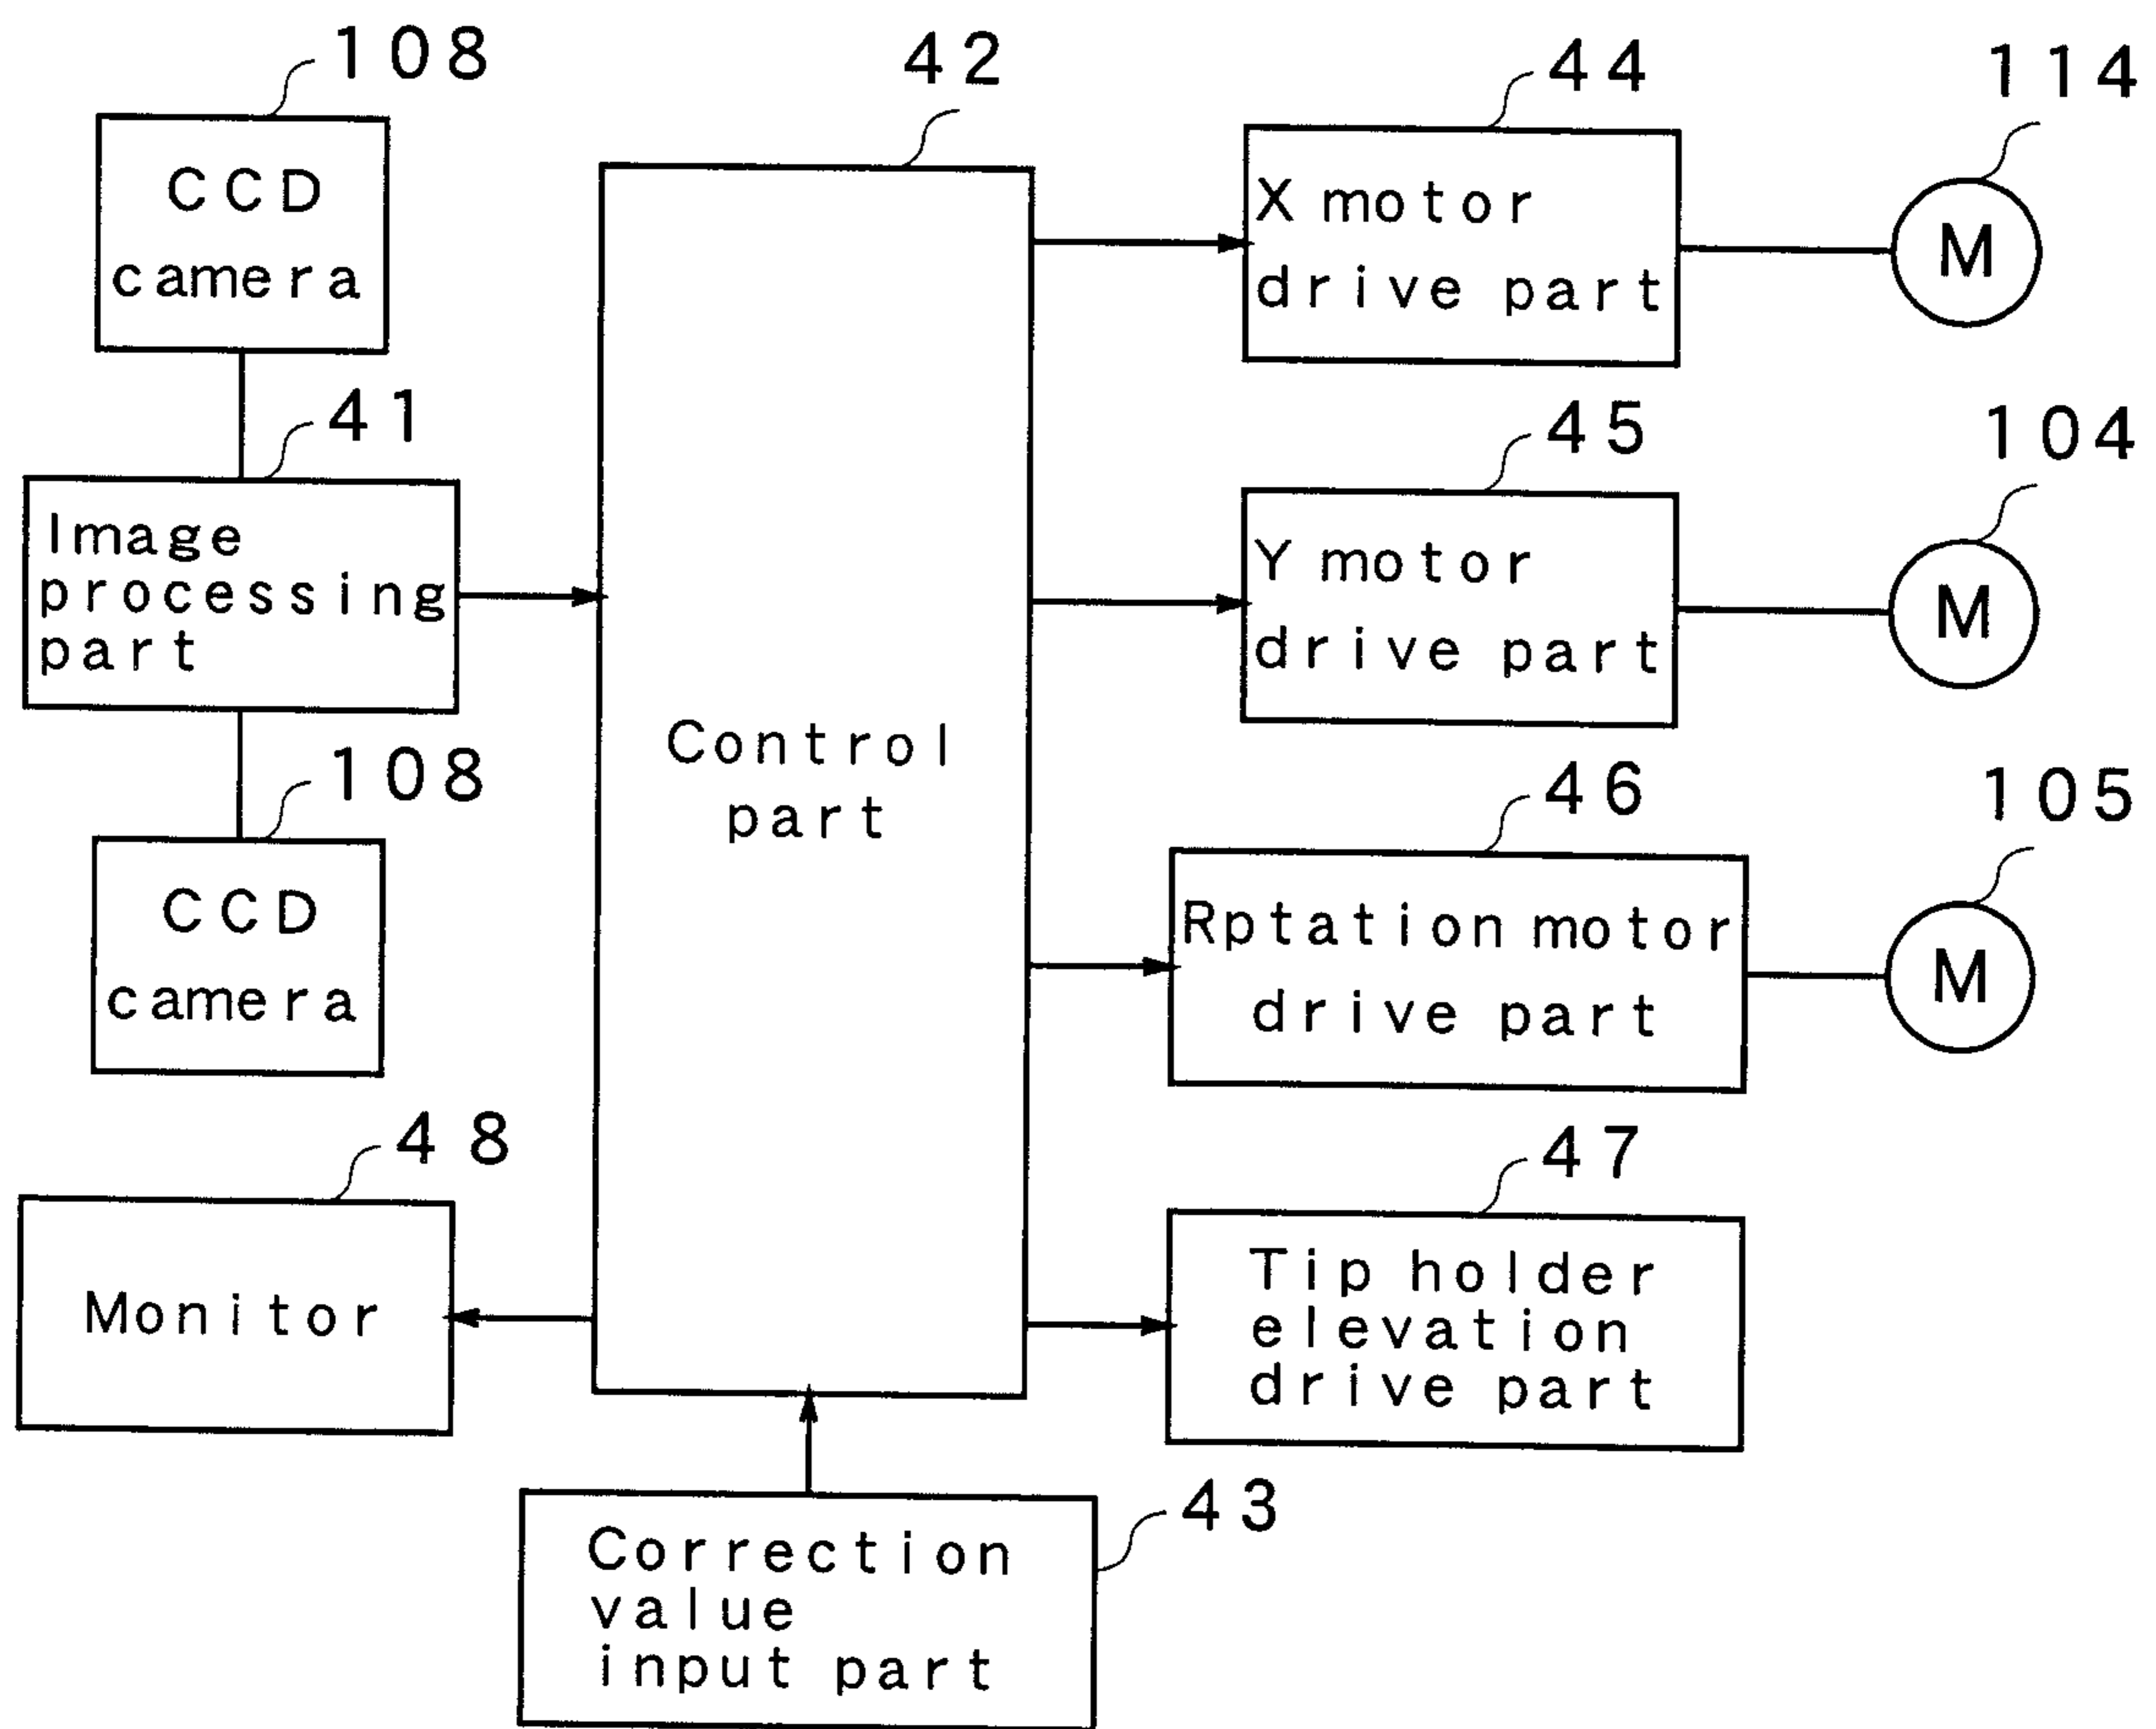 108
CCD
camera
41
Image
processing
part
108
CCD
camera
48
Monitor
42
Control
part
43
Correction
value
input part
44
X motor
drive part
114
M
45
Y motor
drive part
104
M
46
Rptation motor
drive part
105
M
47
Tip holder
elevation
drive part